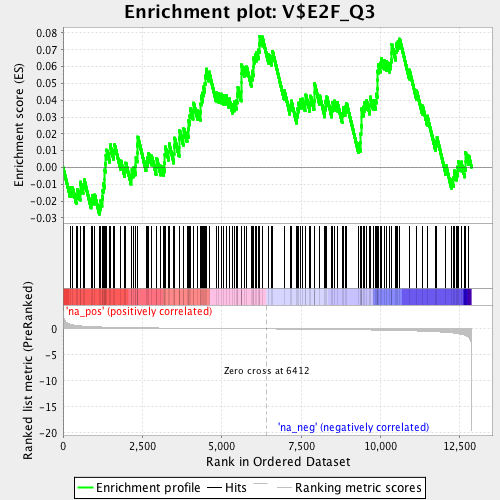 Enrichment plot: V$E2F_Q3
Enrichment score (ES)
0.08
0.07
0.06
0.05
0.04
0.03
0.02
0.01
0.00
-0.01
-0.02
-0.03
'na_pos' (positively correlated)
Ranked list metric (PreRanked)
0
-5
-10
-15
-20
Zero cross at 6412
'na_neg' (negatively correlated)
0
2,500
5,000
7,500
10,000
12,500
Rank in Ordered Dataset
Enrichment profile
Hits
Ranking metric scores